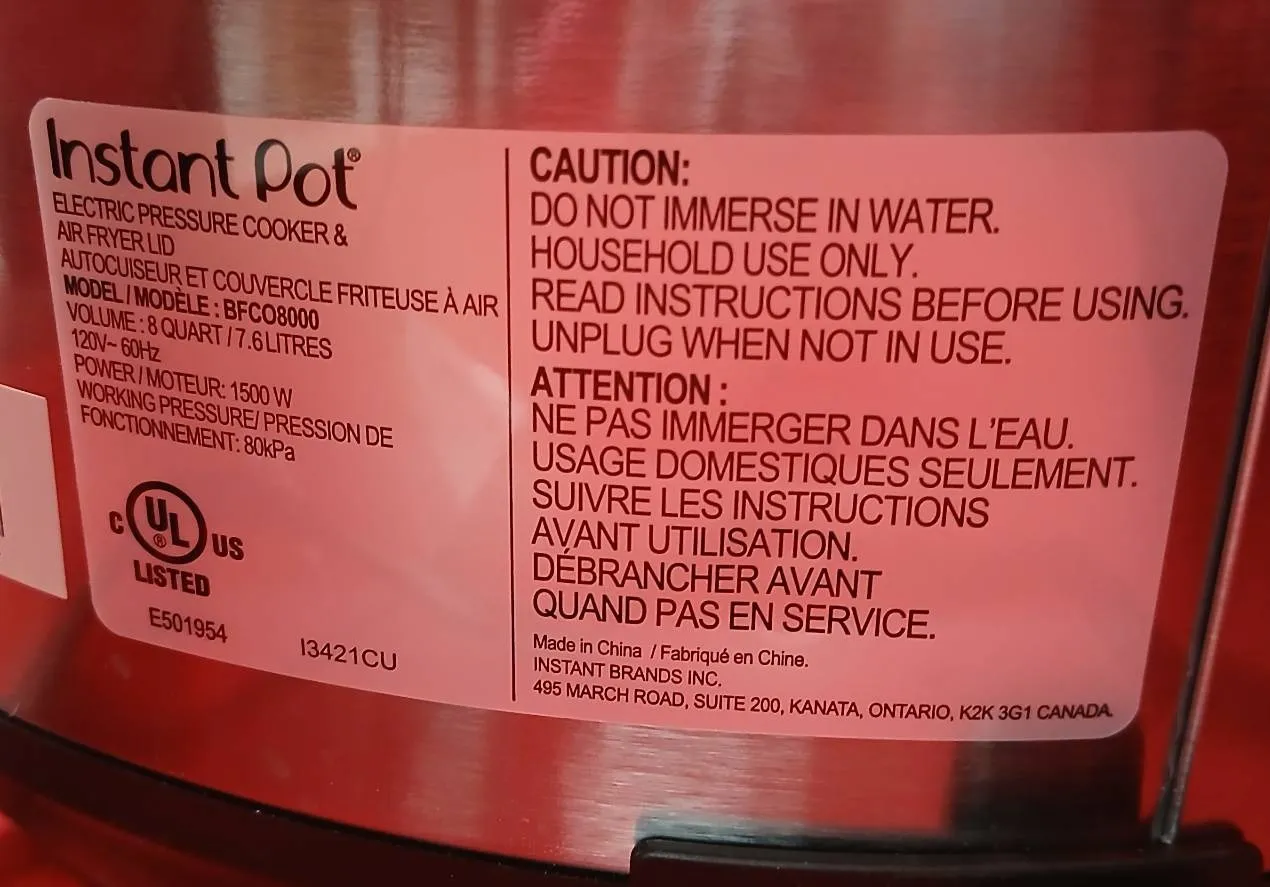 Instant Pot®
ELECTRIC PRESSURE COOKER &
AIR FRYER LID
AUTOCUISEUR ET COUVERCLE FRITEUSE À AIR
MODEL / MODÈLE : BFCO8000
VOLUME : 8 QUART / 7.6 LITRES
120V~ 60Hz
POWER / MOTEUR: 1500 W
WORKING PRESSURE/ PRESSION DE
FONCTIONNEMENT: 80kPa
C UL® US
LISTED
E501954
I3421CU
CAUTION:
DO NOT IMMERSE IN WATER.
HOUSEHOLD USE ONLY.
READ INSTRUCTIONS BEFORE USING.
UNPLUG WHEN NOT IN USE.
ATTENTION :
NE PAS IMMERGER DANS L'EAU.
USAGE DOMESTIQUES SEULEMENT.
SUIVRE LES INSTRUCTIONS
AVANT UTILISATION.
DÉBRANCHER AVANT
QUAND PAS EN SERVICE.
Made in China / Fabriqué en Chine.
INSTANT BRANDS INC.
495 MARCH ROAD, SUITE 200, KANATA, ONTARIO, K2K 3G1 CANADA.